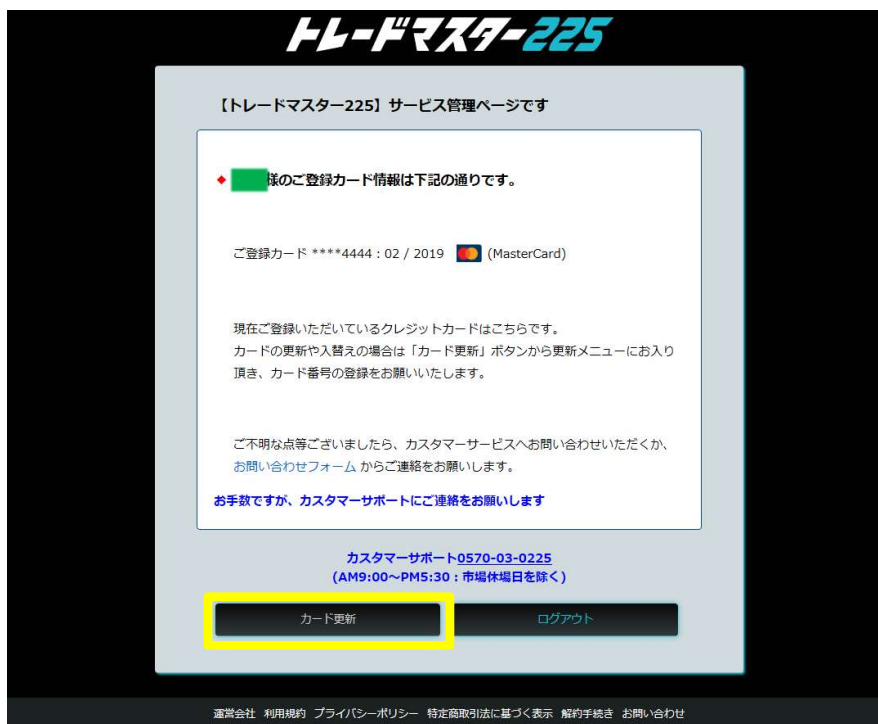 トレードマスター225
【トレードマスター225】サービス管理ページです
様のご登録カード情報は下記の通りです。
ご登録カード ****4444 : 02 / 2019 (MasterCard)
現在ご登録いただいているクレジットカードはこちらです。
カードの更新や入替えの場合は「カード更新」ボタンから更新メニューにお入り
頂き、カード番号の登録をお願いいたします。
ご不明な点等ございましたら、カスタマーサービスへお問い合わせいただくか、
お問い合わせフォーム からご連絡をお願いします。
お手数ですが、カスタマーサポートにご連絡をお願いします
カスタマーサポート0570-03-0225
(AM9:00～PM5:30：市場休場日を除く)
カード更新
ログアウト
運営会社 利用規約 プライバシーポリシー 特定商取引法に基づく表示 解約手続き お問い合わせ